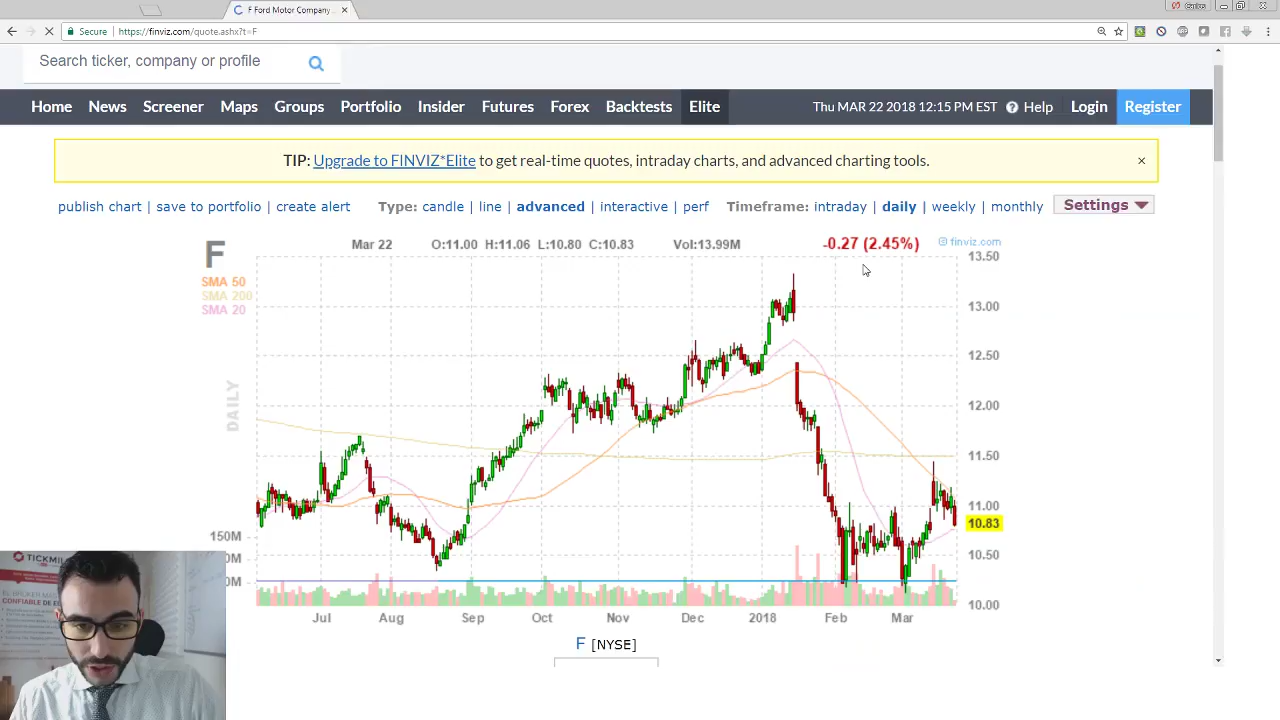 F Ford Motor Company
Carlos
Secure
https://finviz.com/quote.ashx?t=F
Search ticker, company or profile
Home News Screener Maps Groups Portfolio Insider Futures Forex Backtests Elite Thu MAR 22 2018 12:15 PM EST Help Login Register
TIP: Upgrade to FINVIZ*Elite to get real-time quotes, intraday charts, and advanced charting tools. ×
publish chart | save to portfolio | create alert Type: candle | line | advanced | interactive | perf Timeframe: intraday | daily | weekly | monthly Settings
F Mar 22 O:11.00 H:11.06 L:10.80 C:10.83 Vol:13.99M -0.27 (2.45%) © finviz.com
SMA 50
SMA 200
SMA 20
DAILY
13.50
13.00
12.50
12.00
11.50
11.00
10.83
10.50
10.00
150M
Jul Aug Sep Oct Nov Dec 2018 Feb Mar
F [NYSE]
TICKMILL
CONFIABLE DE E